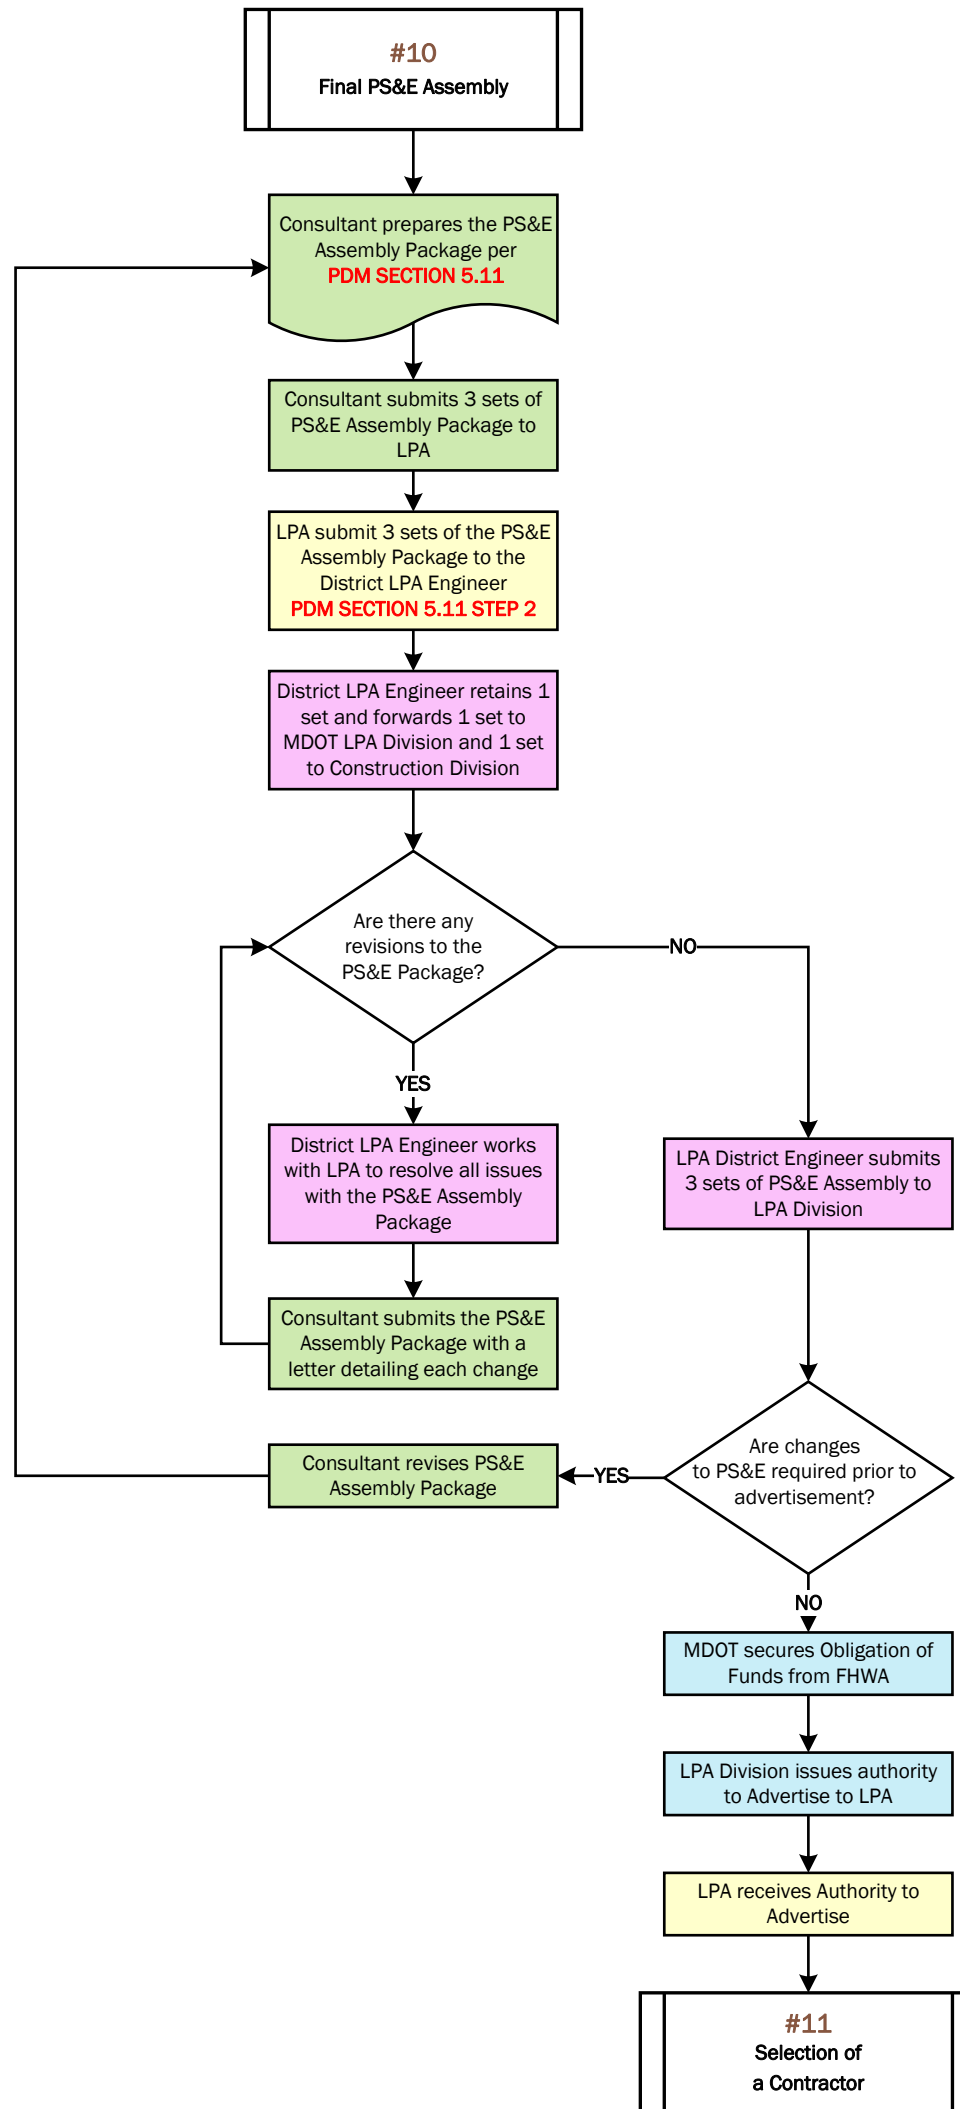 #10
Final PS&E Assembly
Consultant prepares the PS&E
Assembly Package per
PDM SECTION 5.11
Consultant submits 3 sets of
PS&E Assembly Package to
LPA
LPA submit 3 sets of the PS&E
Assembly Package to the
District LPA Engineer
PDM SECTION 5.11 STEP 2
District LPA Engineer retains 1
set and forwards 1 set to
MDOT LPA Division and 1 set
to Construction Division
Are there any
revisions to the
PS&E Package?
NO
YES
District LPA Engineer works
with LPA to resolve all issues
with the PS&E Assembly
Package
LPA District Engineer submits
3 sets of PS&E Assembly to
LPA Division
Consultant submits the PS&E
Assembly Package with a
letter detailing each change
Are changes
to PS&E required prior to
advertisement?
YES
Consultant revises PS&E
Assembly Package
NO
MDOT secures Obligation of
Funds from FHWA
LPA Division issues authority
to Advertise to LPA
LPA receives Authority to
Advertise
#11
Selection of
a Contractor